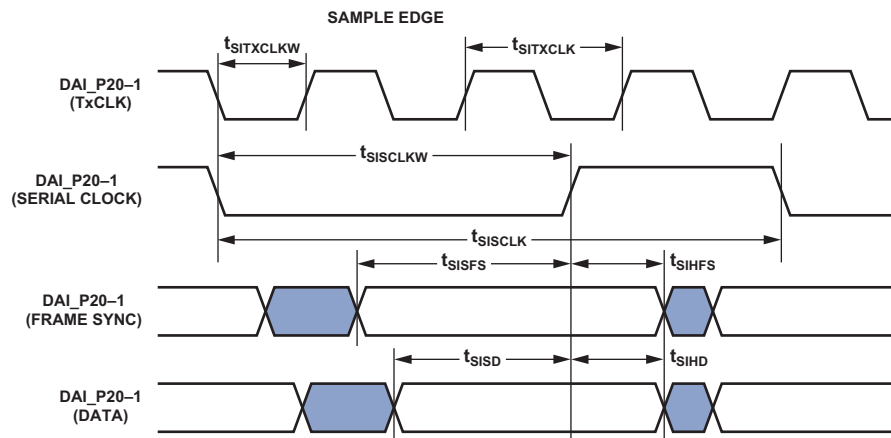 SAMPLE EDGE
tSITXCLKW
tSITXCLK
DAI_P20–1
(TxCLK)
tSISCLKW
DAI_P20–1
(SERIAL CLOCK)
tSISCLK
tSISFS
tSIHFS
DAI_P20–1
(FRAME SYNC)
tSISD
tSIHD
DAI_P20–1
(DATA)